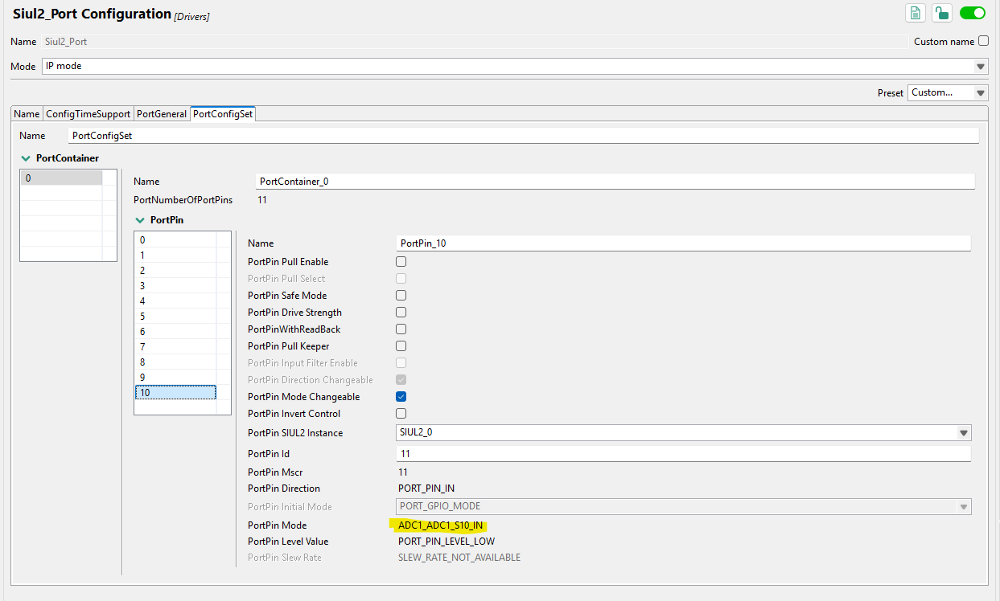 Siul2_Port Configuration [Drivers]
Name Siul2_Port Custom name
Mode IP mode
Preset Custom...
Name ConfigTimeSupport PortGeneral PortConfigSet
Name PortConfigSet
PortContainer
0
Name PortContainer_0
PortNumberOfPortPins 11
PortPin
0
1
2
3
4
5
6
7
8
9
10
Name PortPin_10
PortPin Pull Enable
PortPin Pull Select
PortPin Safe Mode
PortPin Drive Strength
PortPinWithReadBack
PortPin Pull Keeper
PortPin Input Filter Enable
PortPin Direction Changeable
PortPin Mode Changeable
PortPin Invert Control
PortPin SIUL2 Instance SIUL2_0
PortPin Id 11
PortPin Mscr 11
PortPin Direction PORT_PIN_IN
PortPin Initial Mode PORT_GPIO_MODE
PortPin Mode ADC1_ADC1_S10_IN
PortPin Level Value PORT_PIN_LEVEL_LOW
PortPin Slew Rate SLEW_RATE_NOT_AVAILABLE